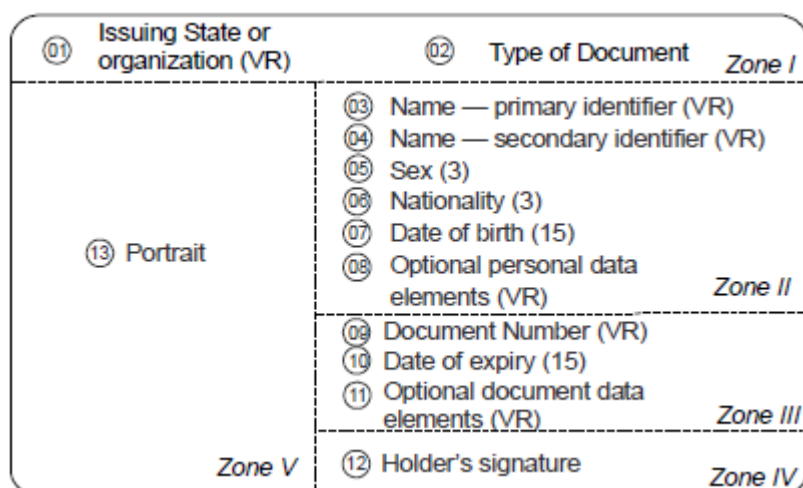 01 Issuing State or
organization (VR)
02 Type of Document
Zone I
03 Name — primary identifier (VR)
04 Name — secondary identifier (VR)
05 Sex (3)
06 Nationality (3)
07 Date of birth (15)
08 Optional personal data
elements (VR)
Zone II
13 Portrait
Zone V
09 Document Number (VR)
10 Date of expiry (15)
11 Optional document data
elements (VR)
Zone III
12 Holder's signature
Zone IV